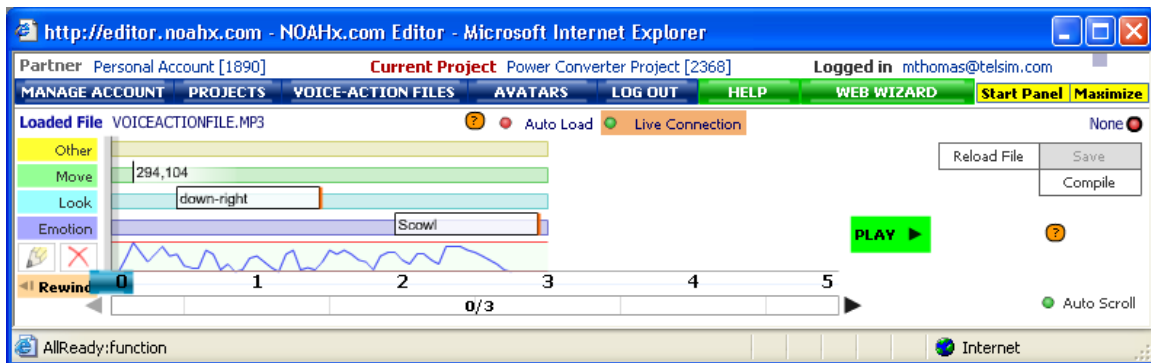 http://editor.noahx.com - NOAHx.com Editor - Microsoft Internet Explorer
Partner Personal Account [1890] Current Project Power Converter Project [2368] Logged in mthomas@telsim.com
MANAGE ACCOUNT PROJECTS VOICE-ACTION FILES AVATARS LOG OUT HELP WEB WIZARD Start Panel Maximize
Loaded File VOICEACTIONFILE.MP3 ? Auto Load Live Connection None
Other Reload File Save
Move 294,104 Compile
Look down-right
Emotion Scowl PLAY ?
Rewind 0 1 2 3 4 5
0/3 Auto Scroll
AllReady:function Internet